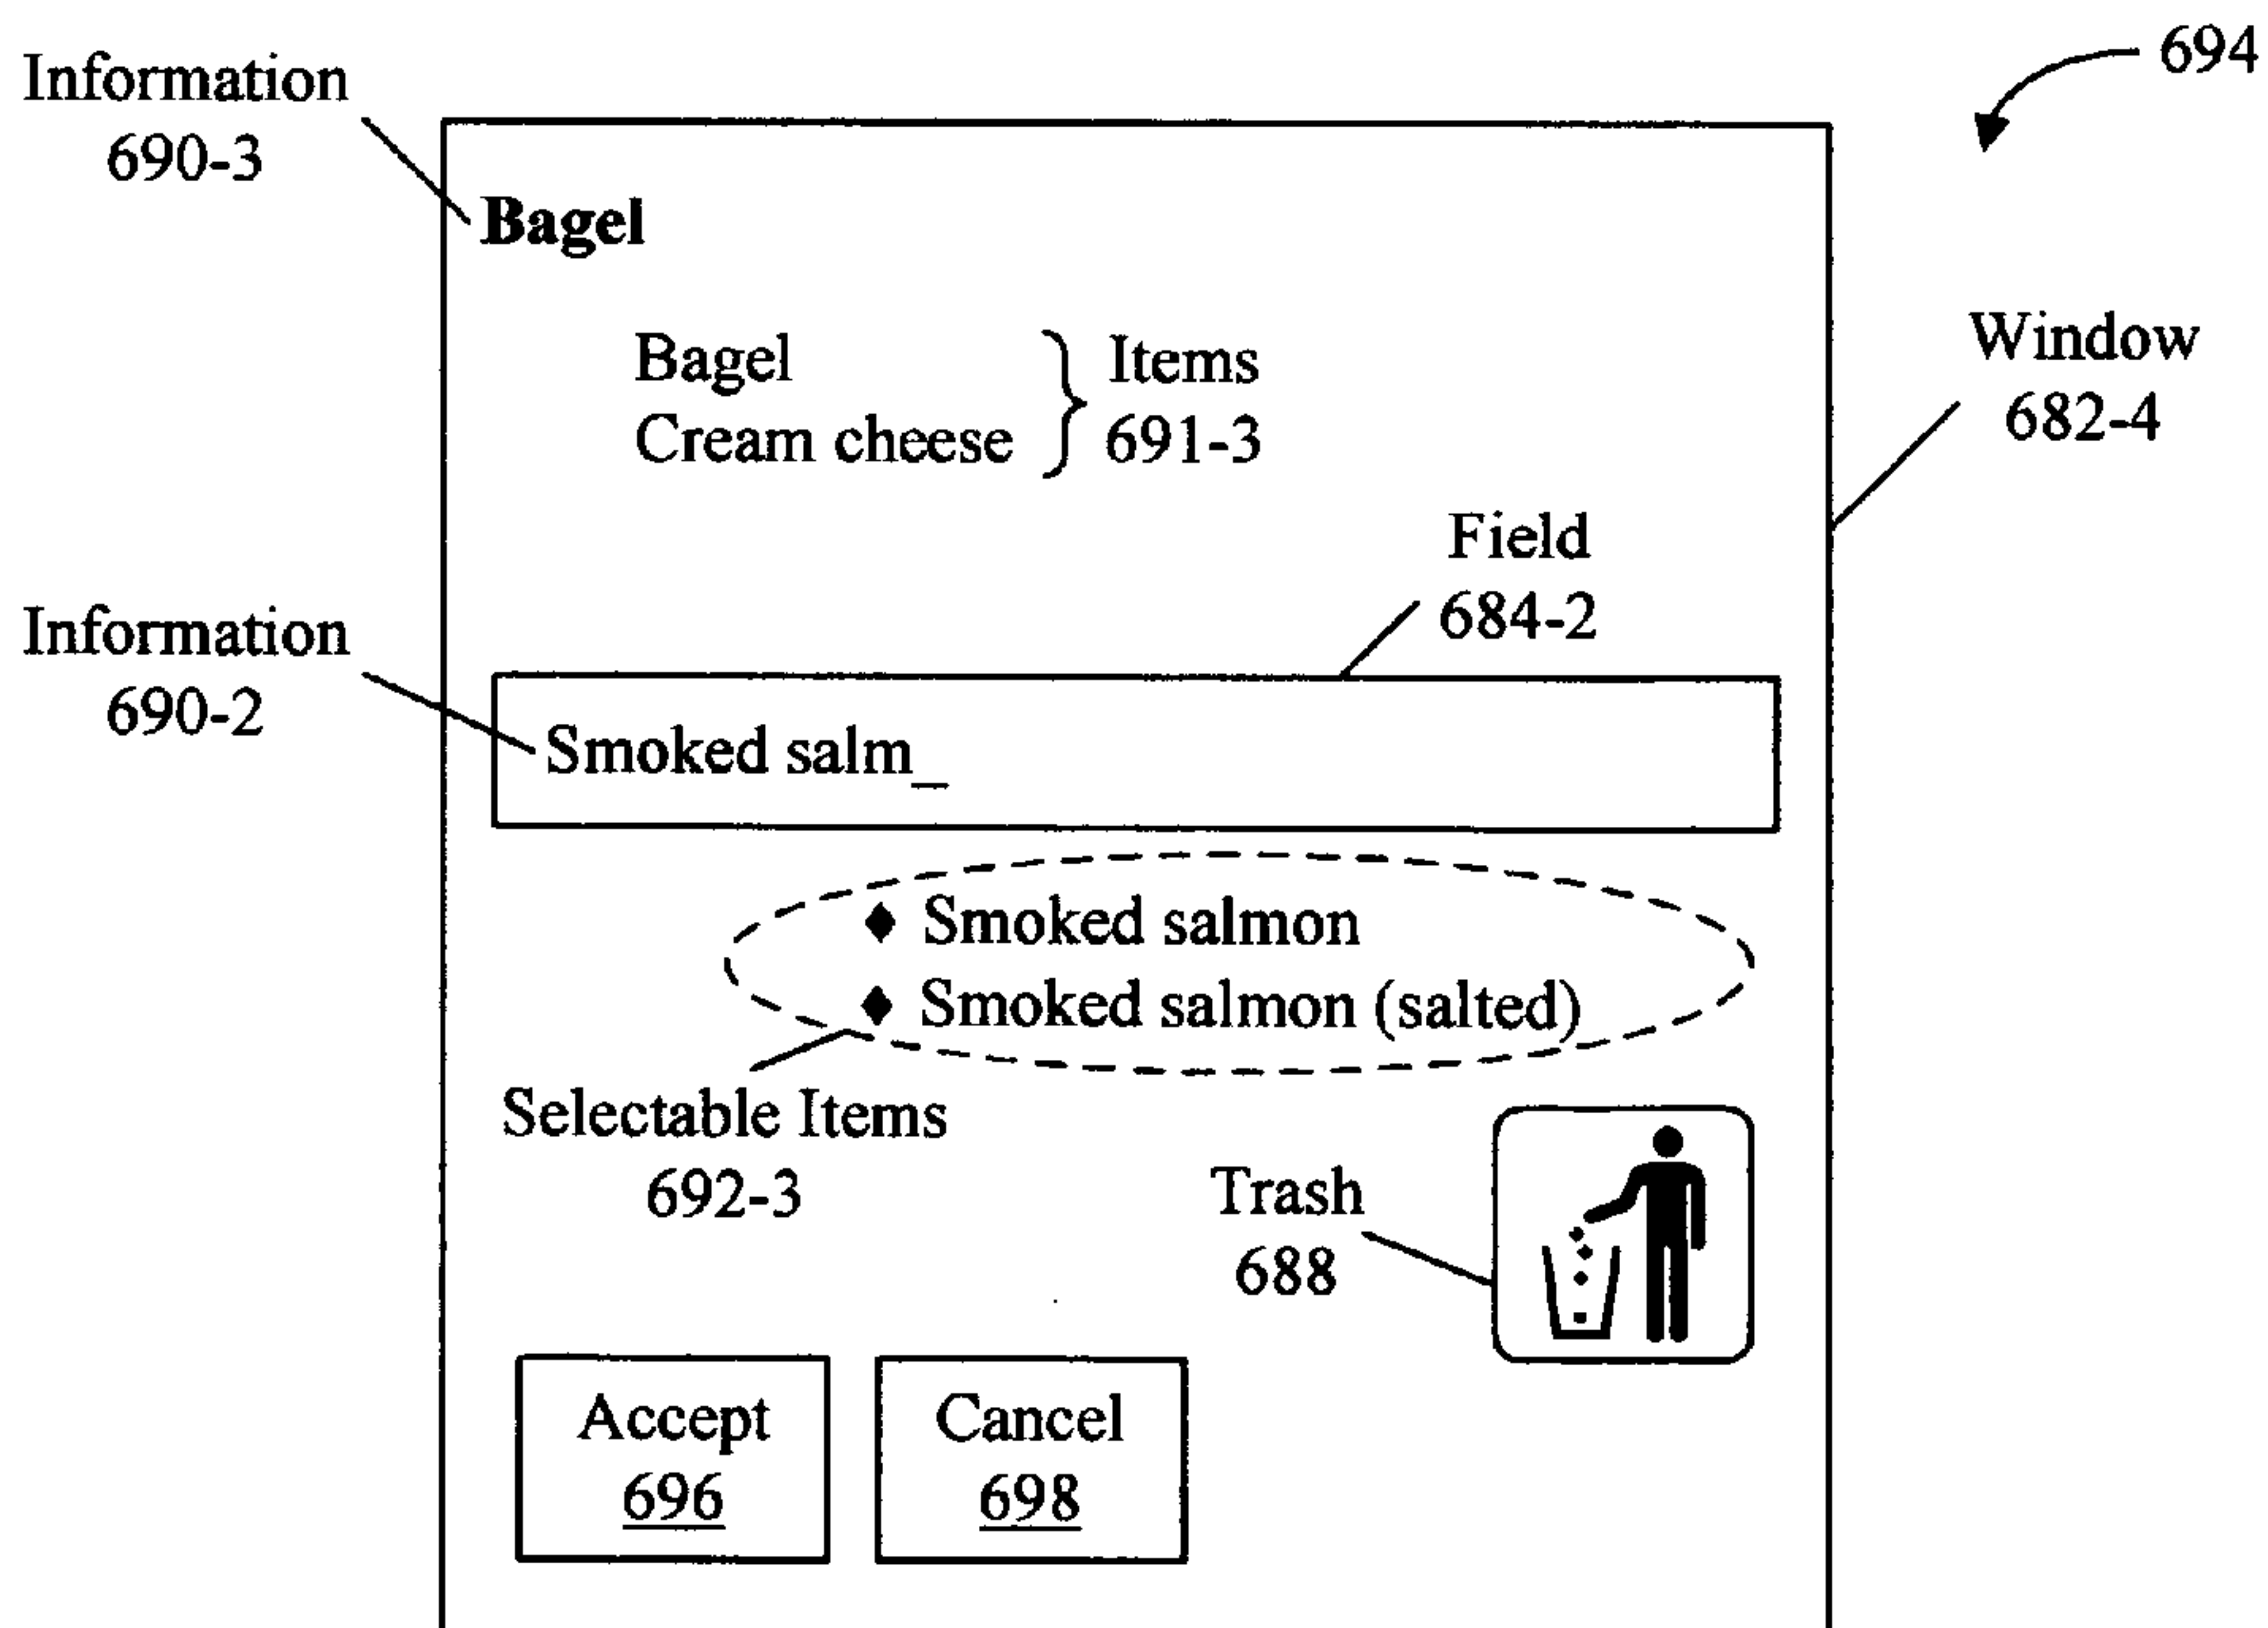 694
Information
690-3
Bagel
Bagel
Cream cheese
Items
691-3
Window
682-4
Field
684-2
Information
690-2
Smoked salm_
♦ Smoked salmon
♦ Smoked salmon (salted)
Selectable Items
692-3
Trash
688
Accept
696
Cancel
698